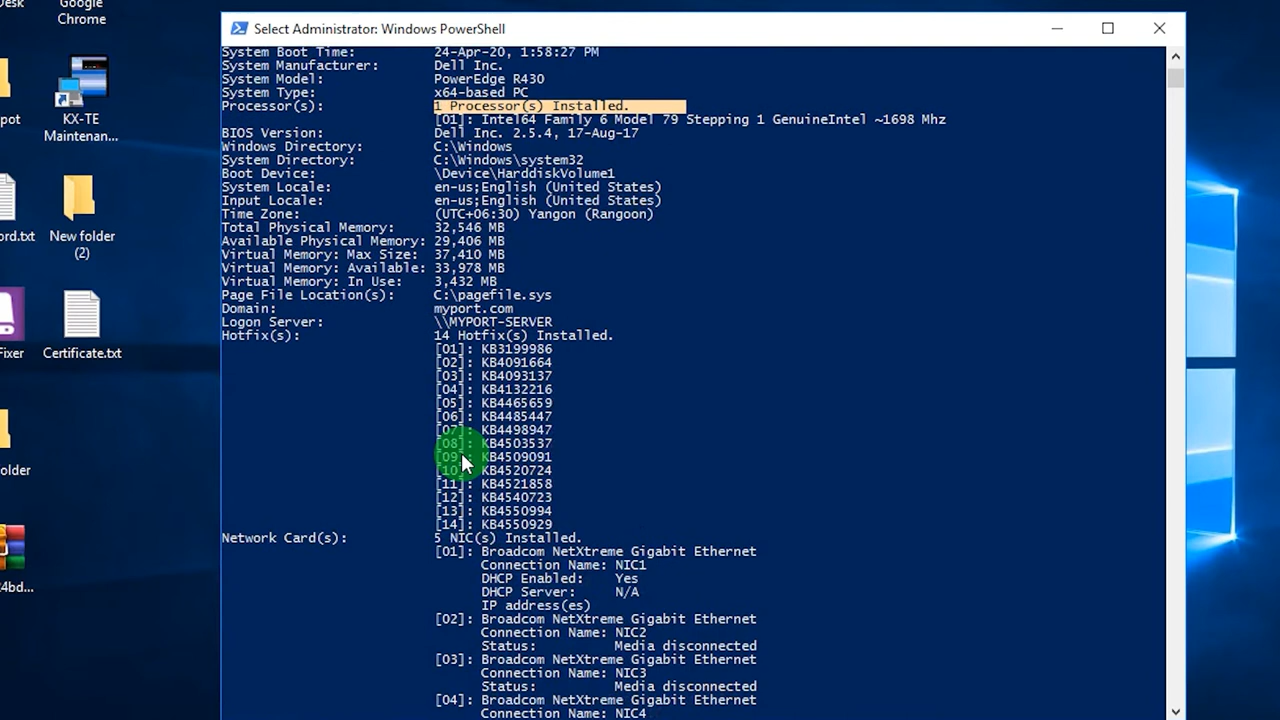 Desk
Google
Chrome
Select Administrator: Windows PowerShell
System Boot Time: 24-Apr-20, 1:58:27 PM
System Manufacturer: Dell Inc.
System Model: PowerEdge R430
System Type: x64-based PC
Processor(s): 1 Processor(s) Installed.
[01]: Intel64 Family 6 Model 79 Stepping 1 GenuineIntel ~1698 Mhz
BIOS Version: Dell Inc. 2.5.4, 17-Aug-17
Windows Directory: C:\Windows
System Directory: C:\Windows\system32
Boot Device: \Device\HarddiskVolume1
System Locale: en-us;English (United States)
Input Locale: en-us;English (United States)
Time Zone: (UTC+06:30) Yangon (Rangoon)
Total Physical Memory: 32,546 MB
Available Physical Memory: 29,406 MB
Virtual Memory: Max Size: 37,410 MB
Virtual Memory: Available: 33,978 MB
Virtual Memory: In Use: 3,432 MB
Page File Location(s): C:\pagefile.sys
Domain: myport.com
Logon Server: \\MYPORT-SERVER
Hotfix(s): 14 Hotfix(s) Installed.
[01]: KB3199986
[02]: KB4091664
[03]: KB4093137
[04]: KB4132216
[05]: KB4465659
[06]: KB4485447
[07]: KB4498947
[08]: KB4503537
[09]: KB4509091
[10]: KB4520724
[11]: KB4521858
[12]: KB4540723
[13]: KB4550994
[14]: KB4550929
Network Card(s): 5 NIC(s) Installed.
[01]: Broadcom NetXtreme Gigabit Ethernet
Connection Name: NIC1
DHCP Enabled: Yes
DHCP Server: N/A
IP address(es)
[02]: Broadcom NetXtreme Gigabit Ethernet
Connection Name: NIC2
Status: Media disconnected
[03]: Broadcom NetXtreme Gigabit Ethernet
Connection Name: NIC3
Status: Media disconnected
[04]: Broadcom NetXtreme Gigabit Ethernet
Connection Name: NIC4
pot
KX-TE
Maintenan...
ord.txt
New folder
(2)
Fixer
Certificate.txt
older
24bd...